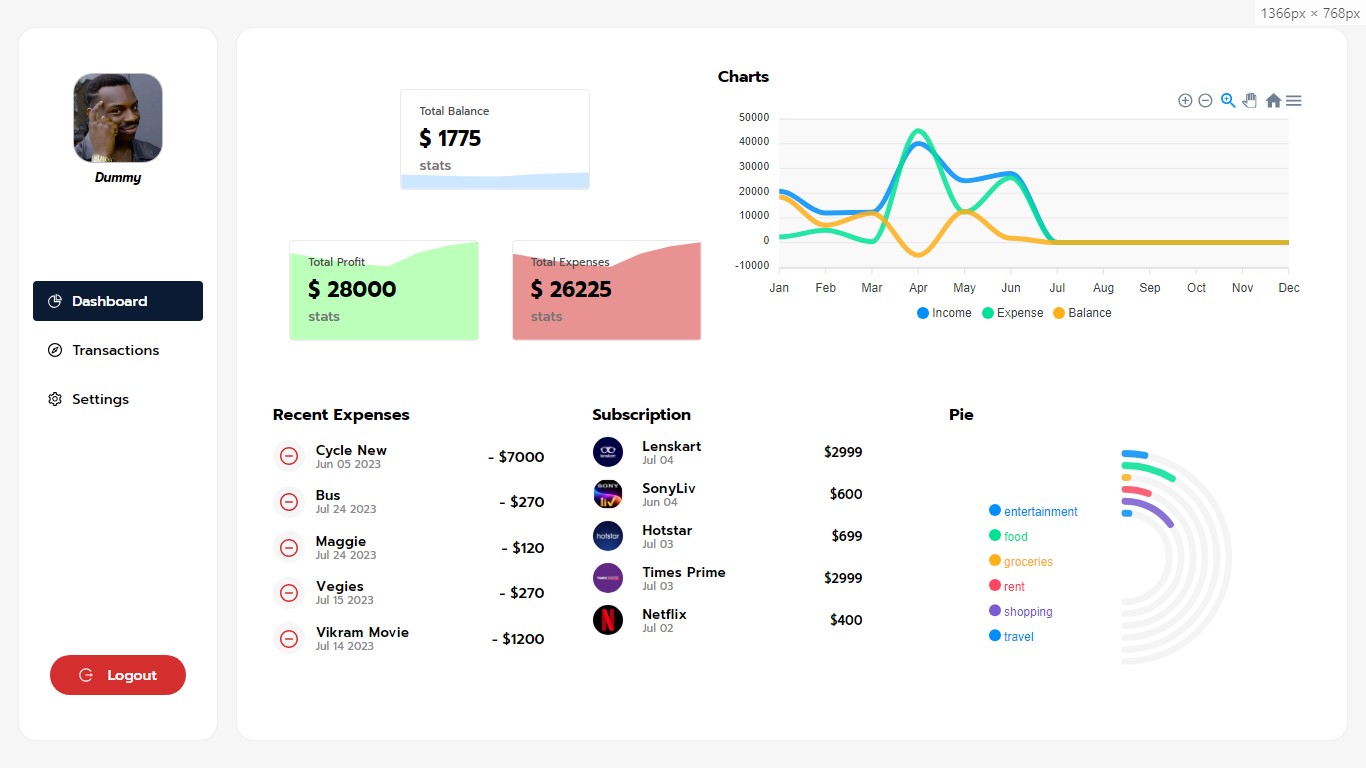 1366px × 768px
Dummy
Dashboard
Transactions
Settings
Logout
Total Balance
$ 1775
stats
Total Profit
$ 28000
stats
Total Expenses
$ 26225
stats
Charts
50000
40000
30000
20000
10000
0
-10000
Jan Feb Mar Apr May Jun Jul Aug Sep Oct Nov Dec
Income Expense Balance
Recent Expenses
Cycle New
Jun 05 2023
- $7000
Bus
Jul 24 2023
- $270
Maggie
Jul 24 2023
- $120
Vegies
Jul 15 2023
- $270
Vikram Movie
Jul 14 2023
- $1200
Subscription
Lenskart
Jul 04
$2999
SONY
liv
SonyLiv
Jun 04
$600
hotstar
Hotstar
Jul 03
$699
Times Prime
Jul 03
$2999
N
Netflix
Jul 02
$400
Pie
entertainment
food
groceries
rent
shopping
travel